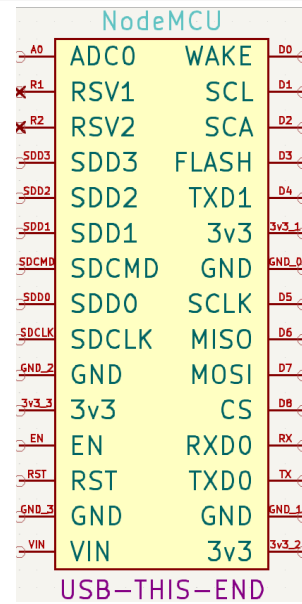 NodeMCU
A0 ADC0 WAKE D0
R1 RSV1 SCL D1
R2 RSV2 SCA D2
SDD3 SDD3 FLASH D3
SDD2 SDD2 TXD1 D4
SDD1 SDD1 3v3 3v3_1
SDCMD SDCMD GND GND_0
SDD0 SDD0 SCLK D5
SDCLK SDCLK MISO D6
GND_2 GND MOSI D7
3v3_3 3v3 CS D8
EN EN RXD0 RX
RST RST TXD0 TX
GND_3 GND GND GND_1
VIN VIN 3v3 3v3_2
USB-THIS-END